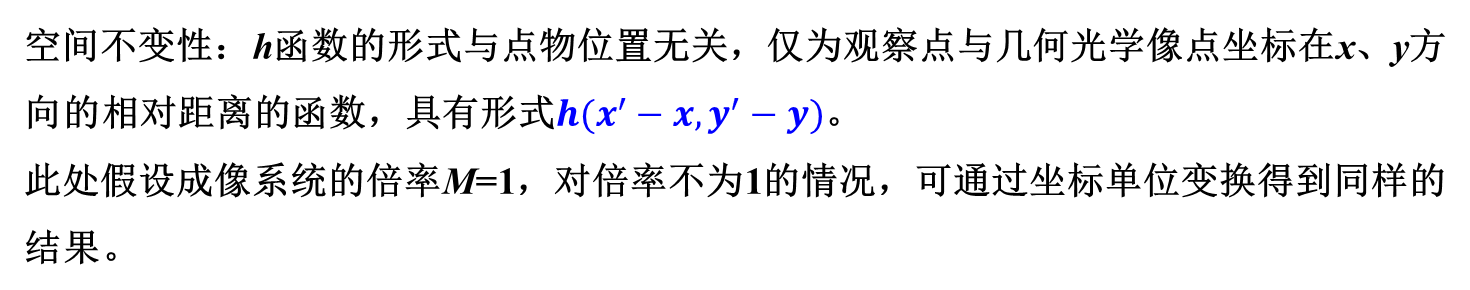 空间不变性：h函数的形式与点物位置无关，仅为观察点与几何光学像点坐标在x、y方
向的相对距离的函数，具有形式h(x′ − x, y′ − y)。
此处假设成像系统的倍率M=1，对倍率不为1的情况，可通过坐标单位变换得到同样的
结果。